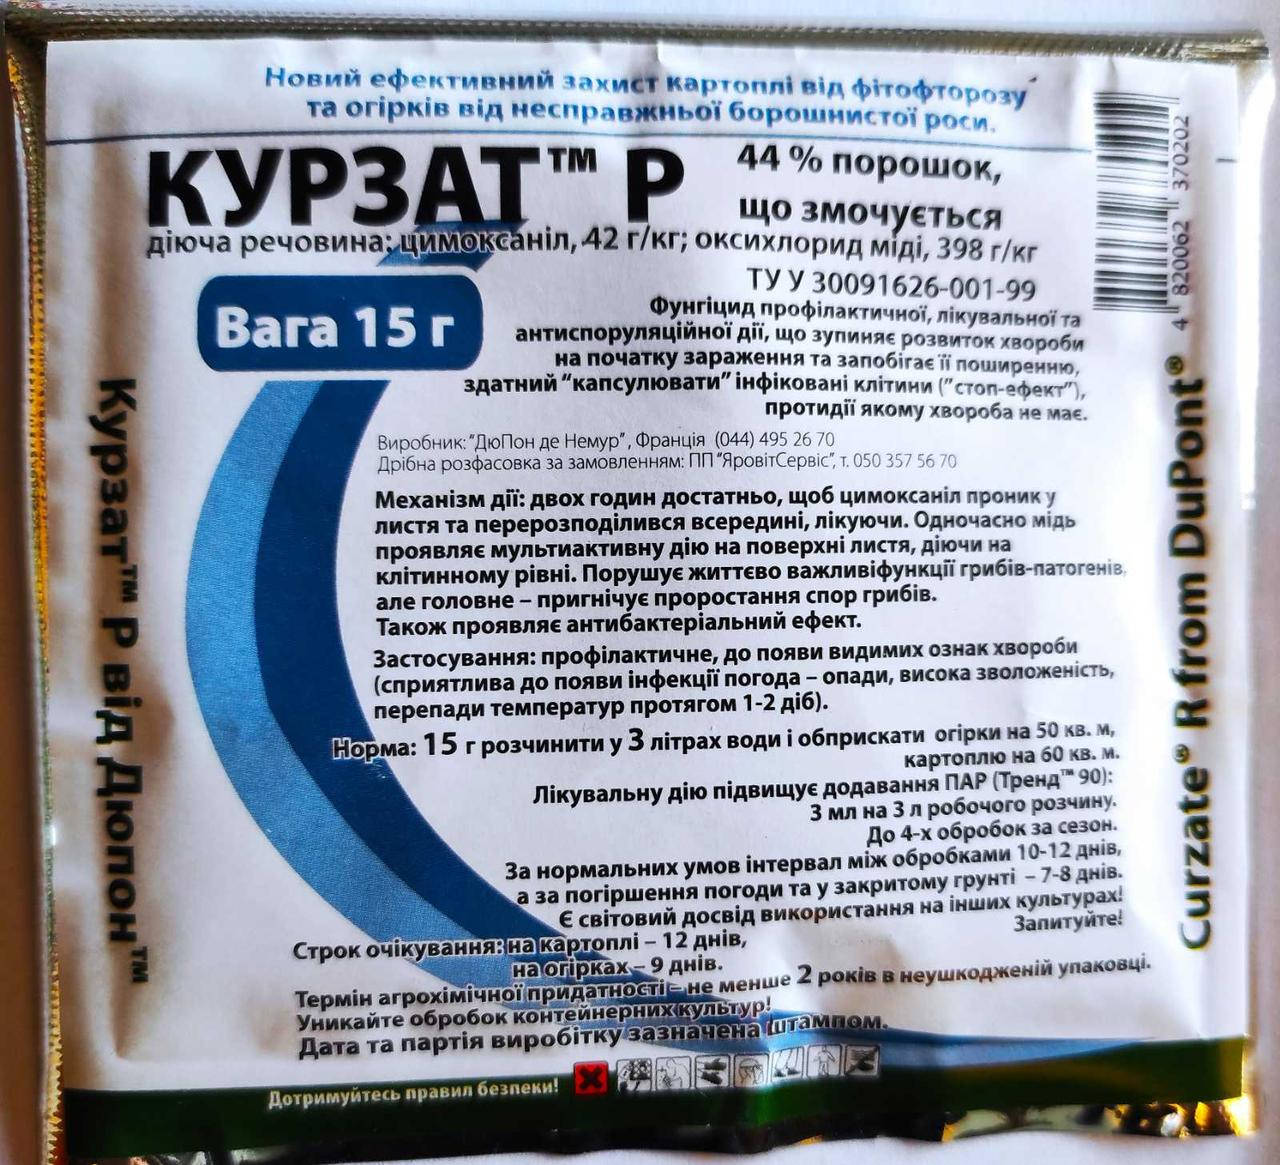 Новий ефективний захист картоплі від фітофторозу
та огірків від несправжньої борошнистої роси.
КУРЗАТ™ Р
44 % порошок,
що змочується
діюча речовина: цимоксаніл, 42 г/кг; оксихлорид міді, 398 г/кг
ТУ У 30091626-001-99
4 820062 370202
Вага 15 г
Фунгіцид профілактичної, лікувальної та
антиспоруляційної дії, що зупиняє розвиток хвороби
на початку зараження та запобігає її поширенню,
здатний "капсулювати" інфіковані клітини ("стоп-ефект"),
протидії якому хвороба не має.
Виробник: "ДюПон де Немур", Франція (044) 495 26 70
Дрібна розфасовка за замовленням: ПП "ЯровітСервіс", т. 050 357 56 70
Механізм дії: двох годин достатньо, щоб цимоксаніл проник у
листя та перерозподілився всередині, лікуючи. Одночасно мідь
проявляє мультиактивну дію на поверхні листя, діючи на
клітинному рівні. Порушує життєво важливіфункції грибів-патогенів,
але головне – пригнічує проростання спор грибів.
Також проявляє антибактеріальний ефект.
Застосування: профілактичне, до появи видимих ознак хвороби
(сприятлива до появи інфекції погода – опади, висока зволоженість,
перепади температур протягом 1-2 діб).
Норма: 15 г розчинити у 3 літрах води і обприскати огірки на 50 кв. м,
картоплю на 60 кв. м.
Лікувальну дію підвищує додавання ПАР (Тренд™ 90):
3 мл на 3 л робочого розчину.
До 4-х обробок за сезон.
За нормальних умов інтервал між обробками 10-12 днів,
а за погіршення погоди та у закритому грунті – 7-8 днів.
Є світовий досвід використання на інших культурах!
Запитуйте!
Строк очікування: на картоплі – 12 днів,
на огірках – 9 днів.
Термін агрохімічної придатності – не менше 2 років в неушкодженій упаковці.
Уникайте обробок контейнерних культур!
Дата та партія виробітку зазначена штампом.
Дотримуйтесь правил безпеки!
Курзат™ Р від Дюпон™
Curzate® R from DuPont®